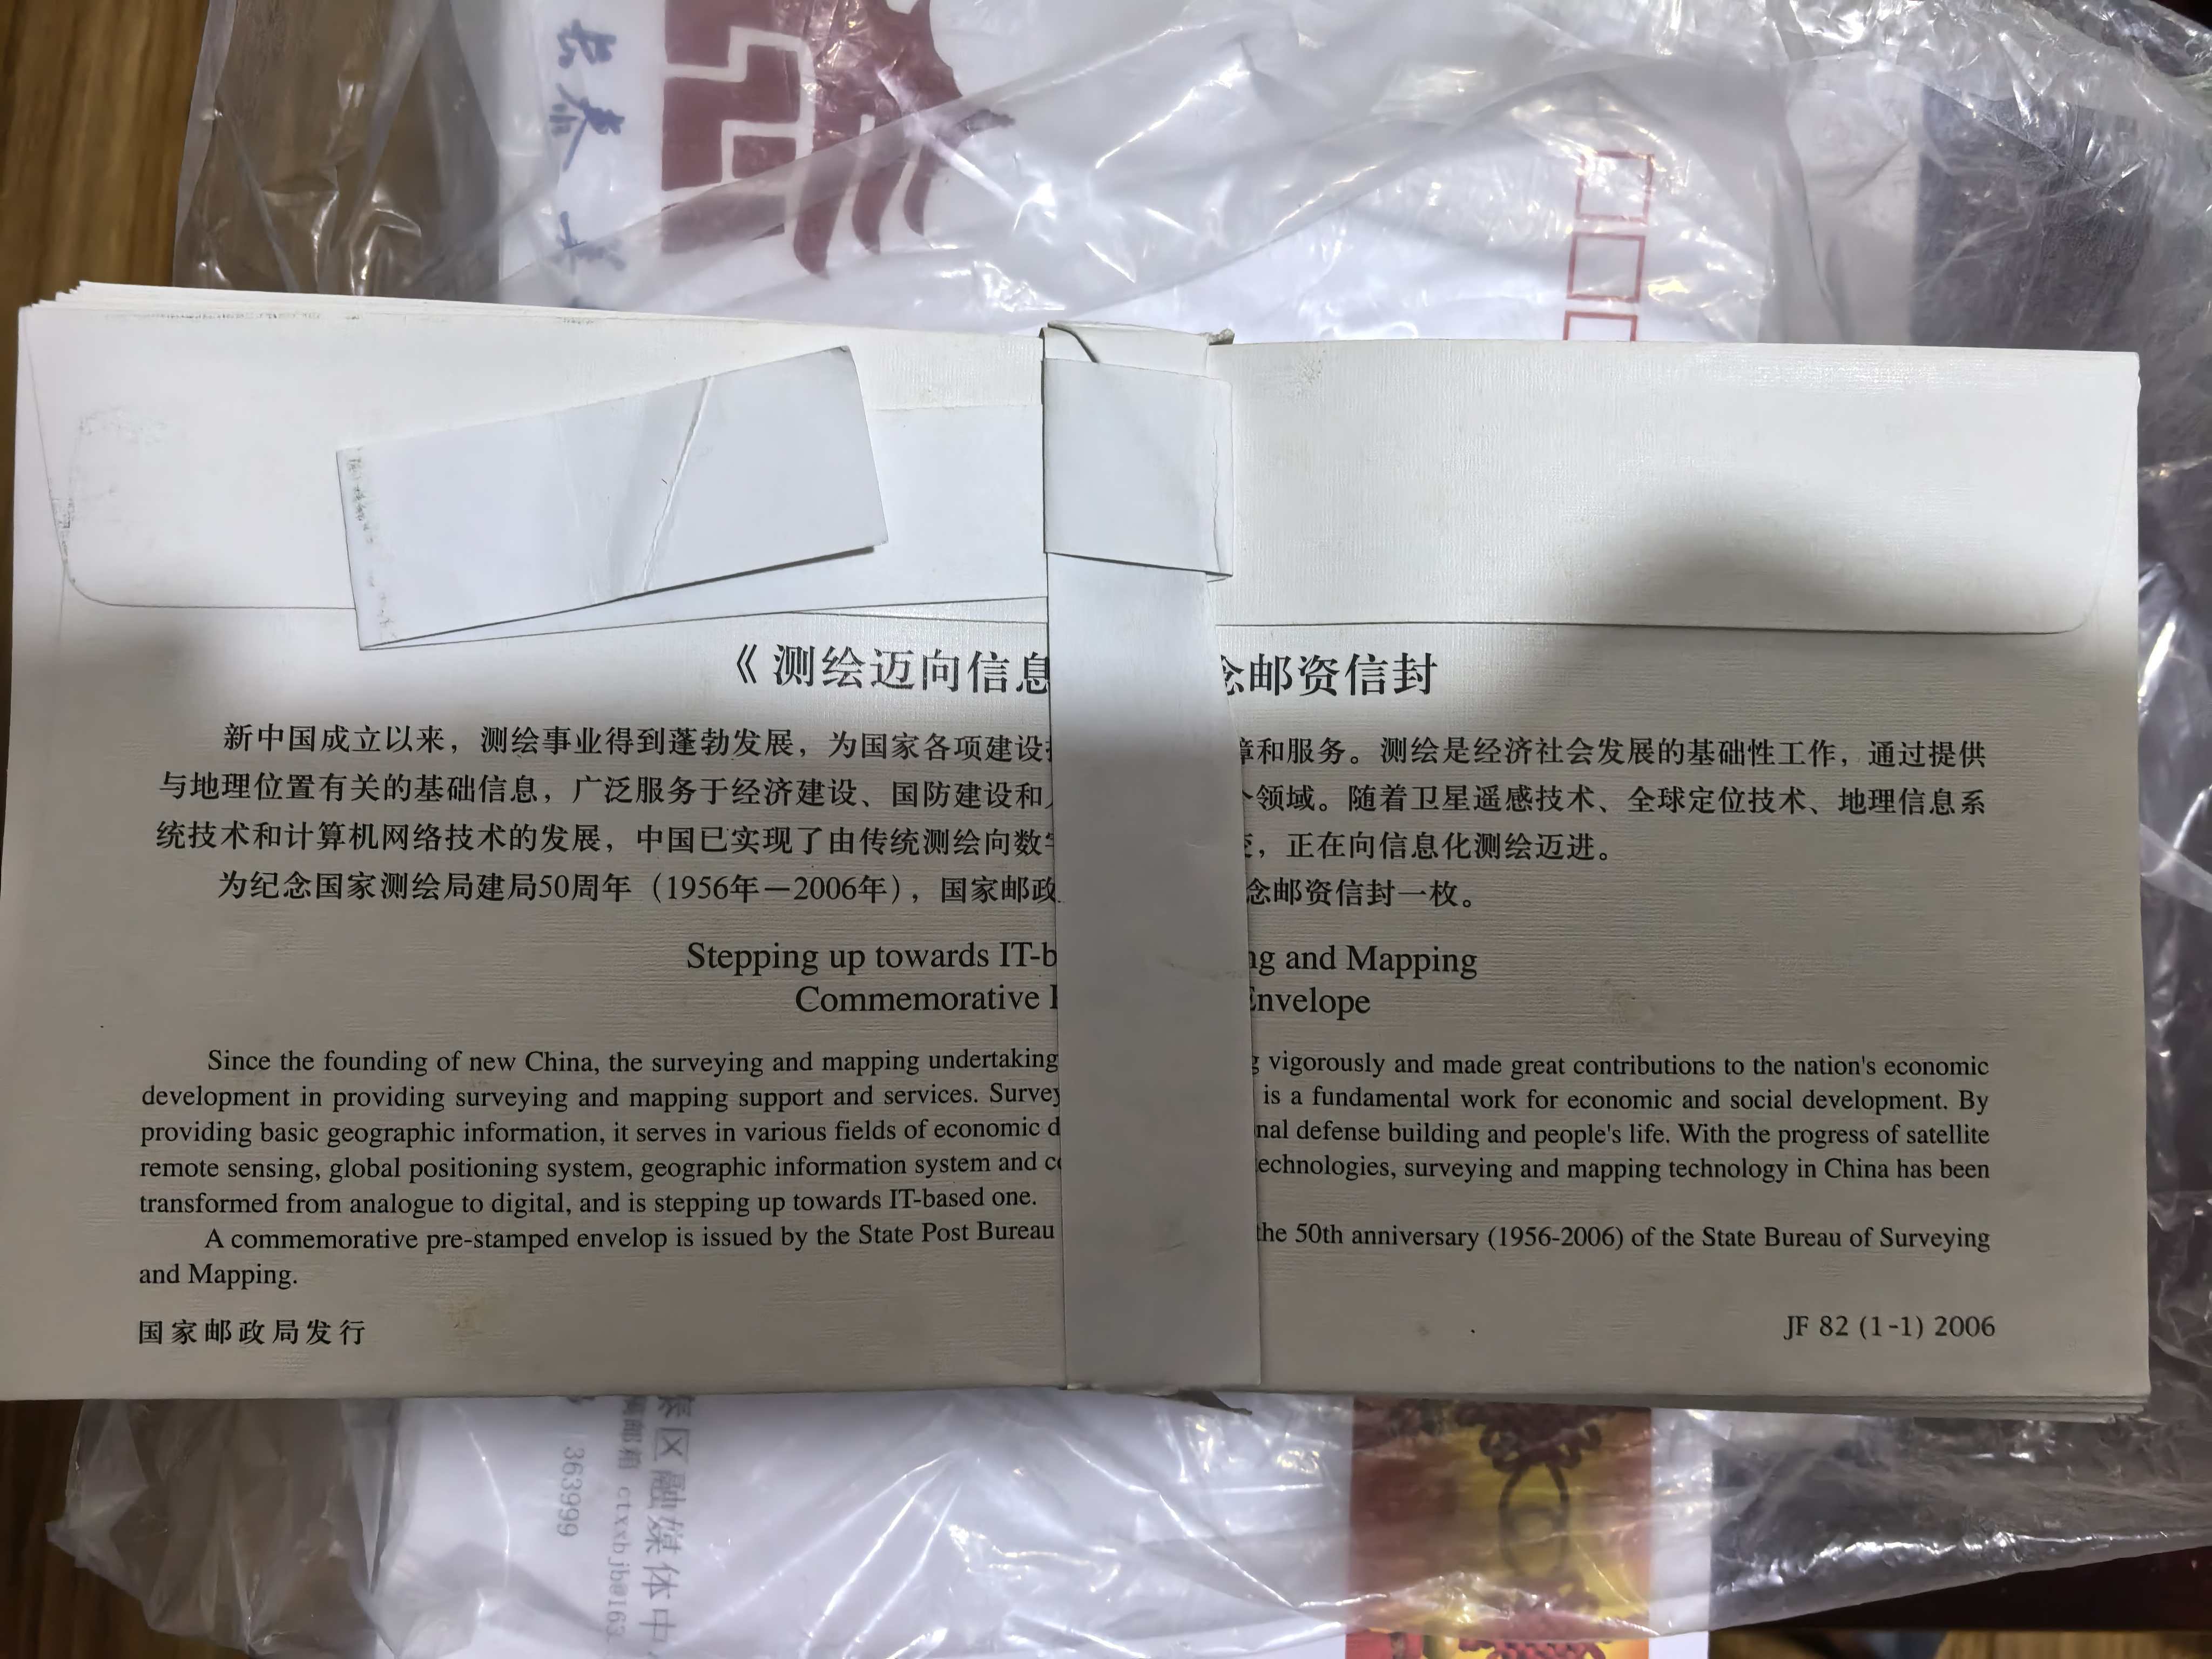 《测绘迈向信息 念邮资信封
新中国成立以来，测绘事业得到蓬勃发展，为国家各项建设 障和服务。测绘是经济社会发展的基础性工作，通过提供
与地理位置有关的基础信息，广泛服务于经济建设、国防建设和 个领域。随着卫星遥感技术、全球定位技术、地理信息系
统技术和计算机网络技术的发展，中国已实现了由传统测绘向数字 变，正在向信息化测绘迈进。
为纪念国家测绘局建局50周年（1956年—2006年），国家邮政 念邮资信封一枚。
Stepping up towards IT-b ng and Mapping
Commemorative Envelope
Since the founding of new China, the surveying and mapping undertaking g vigorously and made great contributions to the nation's economic
development in providing surveying and mapping support and services. Survey is a fundamental work for economic and social development. By
providing basic geographic information, it serves in various fields of economic d nal defense building and people's life. With the progress of satellite
remote sensing, global positioning system, geographic information system and co echnologies, surveying and mapping technology in China has been
transformed from analogue to digital, and is stepping up towards IT-based one.
A commemorative pre-stamped envelop is issued by the State Post Bureau the 50th anniversary (1956-2006) of the State Bureau of Surveying
and Mapping.
国家邮政局发行
JF 82 (1-1) 2006
区融媒体中
邮箱 ctxxbjb@163.
363999